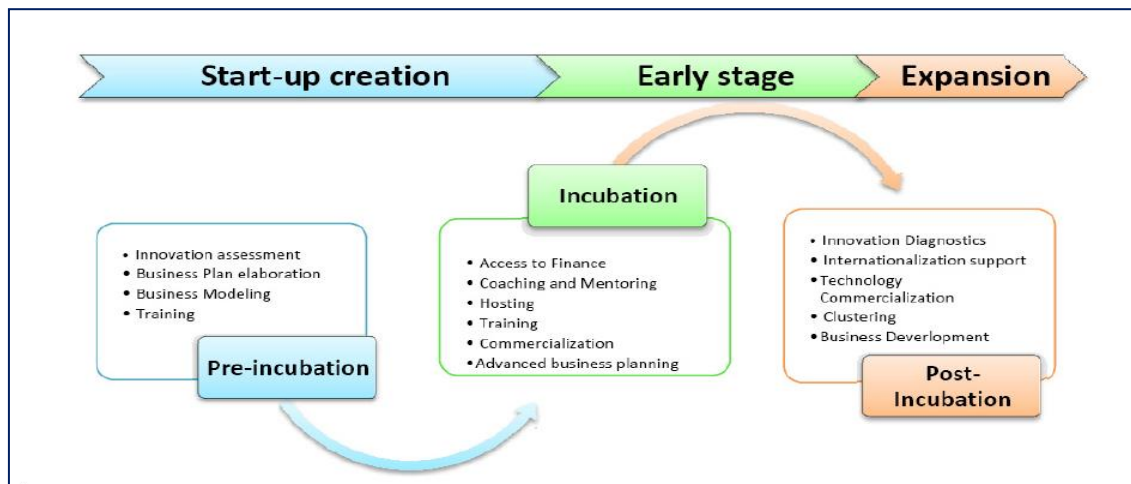 Start-up creation
Early stage
Expansion
Incubation
• Innovation assessment
• Business Plan elaboration
• Business Modeling
• Training
Pre-incubation
• Access to Finance
• Coaching and Mentoring
• Hosting
• Training
• Commercialization
• Advanced business planning
• Innovation Diagnostics
• Internationalization support
• Technology
Commercialization
• Clustering
• Business Development
Post-
Incubation